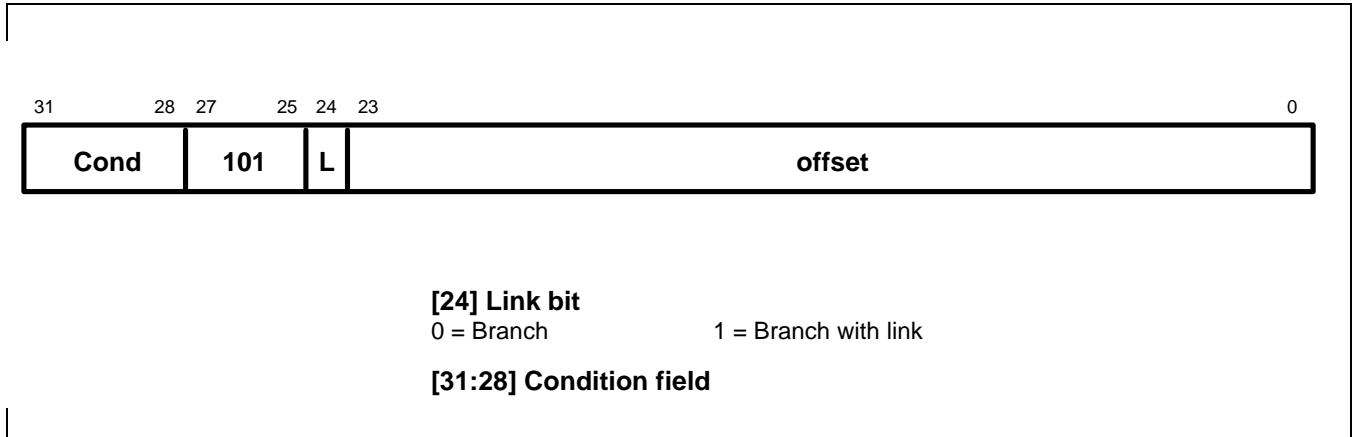 31 28 27 25 24 23 0
Cond 101 L offset
[24] Link bit
0 = Branch 1 = Branch with link
[31:28] Condition field